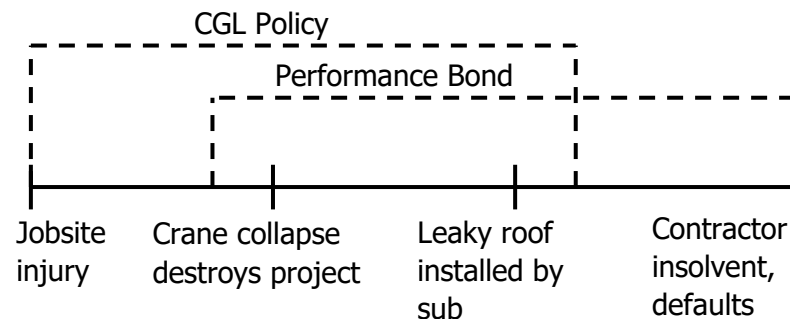 CGL Policy
Performance Bond
Jobsite
injury
Crane collapse
destroys project
Leaky roof
installed by
sub
Contractor
insolvent,
defaults